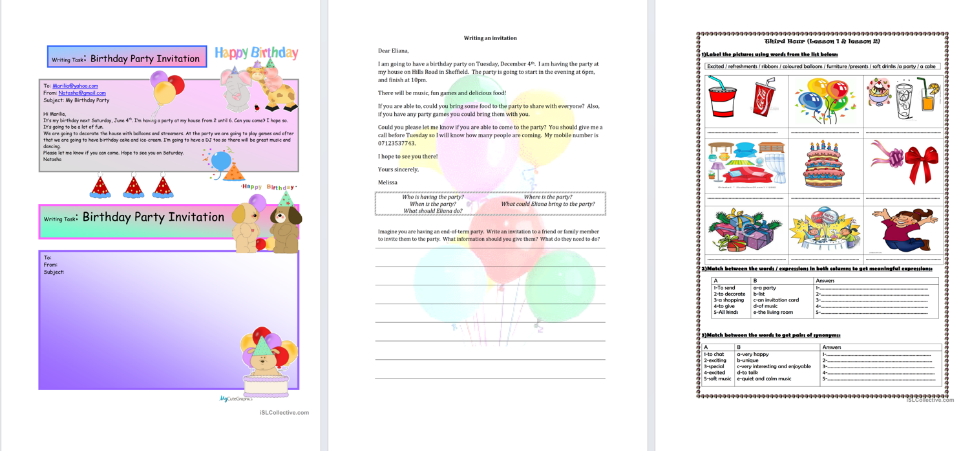 Writing Task: Birthday Party Invitation
Happy Birthday
To: Marilia@yahoo.com
From: Natasha@gmail.com
Subject: My Birthday Party
Hi Marilia,
It's my birthday next Saturday, June 4th. I'm having a party at my house from 2 until 6. Can you come? I hope so.
It's going to be a lot of fun.
We are going to decorate the house with balloons and streamers. At the party we are going to play games and after
that we are going to have birthday cake and ice-cream. I'm going to have a DJ too so there will be great music and
dancing.
Please let me know if you can come. Hope to see you on Saturday.
Natasha
Happy Birthday
Writing Task: Birthday Party Invitation
To:
From:
Subject:
iSLCollective.com
Writing an invitation
Dear Eliana,
I am going to have a birthday party on Tuesday, December 4th. I am having the party at
my house on Hills Road in Sheffield. The party is going to start in the evening at 6pm,
and finish at 10pm.
There will be music, fun games and delicious food!
If you are able to, could you bring some food to the party to share with everyone? Also,
if you have any party games you could bring them with you.
Could you please let me know if you are able to come to the party? You should give me a
call before Tuesday so I will know how many people are coming. My mobile number is
07123537763.
I hope to see you there!
Yours sincerely,
Melissa
Who is having the party?
When is the party?
What should Eliana do?
Where is the party?
What could Eliana bring to the party?
Imagine you are having an end-of-term party. Write an invitation to a friend or family member
to invite them to the party. What information should you give them? What do they need to do?
Third Hour (Lesson 1 & lesson 2)
1)Label the pictures using words from the list below:
Excited / refreshments / ribbon / coloured balloons / furniture /presents / soft drinks /a party / a cake
2)Match between the words / expressions in both columns to get meaningful expressions:
A B Answers
1-To send a-a party 1-
2-to decorate b-lot 2-
3-a shopping c-an invitation card 3-
4-to give d-of music 4-
5-All kinds e-the living room 5-
3)Match between the words to get pairs of synonyms:
A B Answers
1-to chat a-very happy 1-
2-exciting b-unique 2-
3-special c-very interesting and enjoyable 3-
4-excited d-to talk 4-
5-soft music e-quiet and calm music 5-
iSLCollective.com